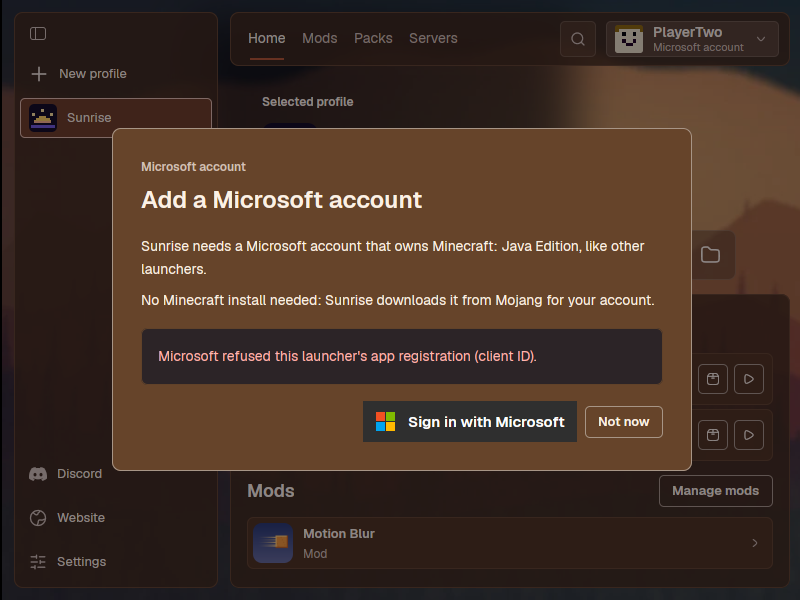 Home Mods Packs Servers
PlayerTwo
Microsoft account
New profile
Sunrise
Selected profile
Microsoft account
Add a Microsoft account
Sunrise needs a Microsoft account that owns Minecraft: Java Edition, like other
launchers.
No Minecraft install needed: Sunrise downloads it from Mojang for your account.
Microsoft refused this launcher's app registration (client ID).
Sign in with Microsoft
Not now
Discord
Website
Settings
Mods
Manage mods
Motion Blur
Mod